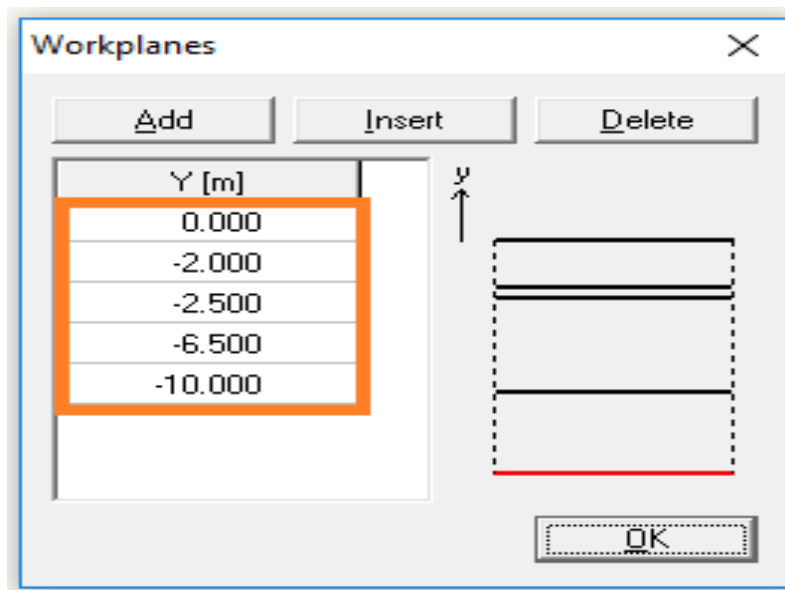 Workplanes
Add Insert Delete
Y [m]
y
0.000
-2.000
-2.500
-6.500
-10.000
OK